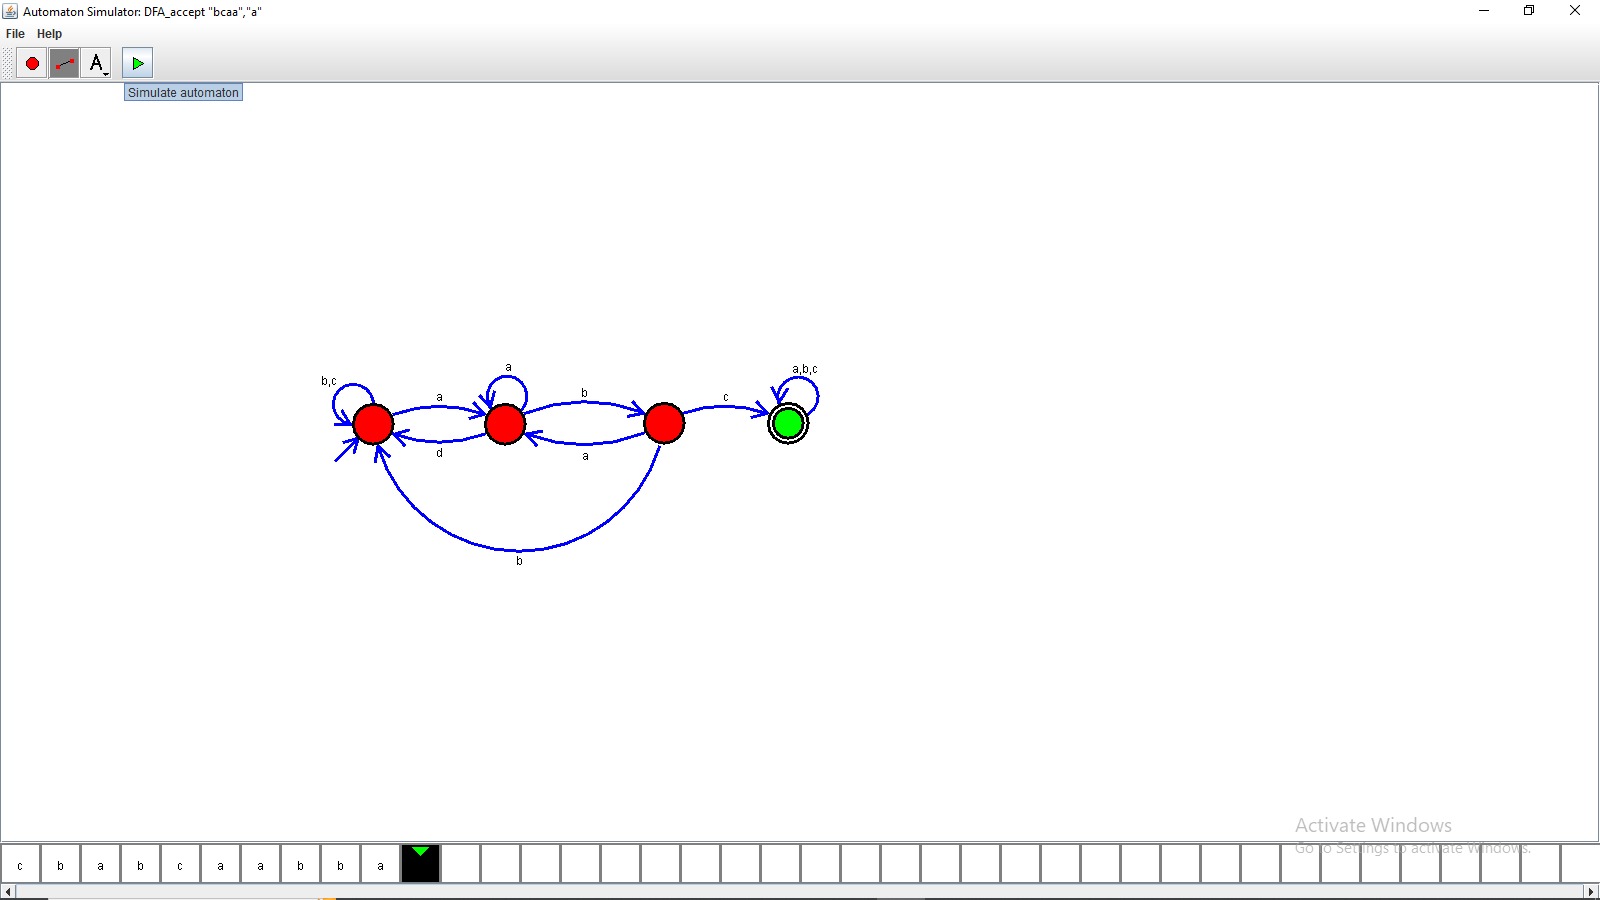 Automaton Simulator: DFA_accept "bcaa","a"
File Help
A
Simulate automaton
a
a,b,c
b,c
b
a
c
d
a
b
Activate Windows
Go to Settings to activate Windows.
c b a b c a a b b a